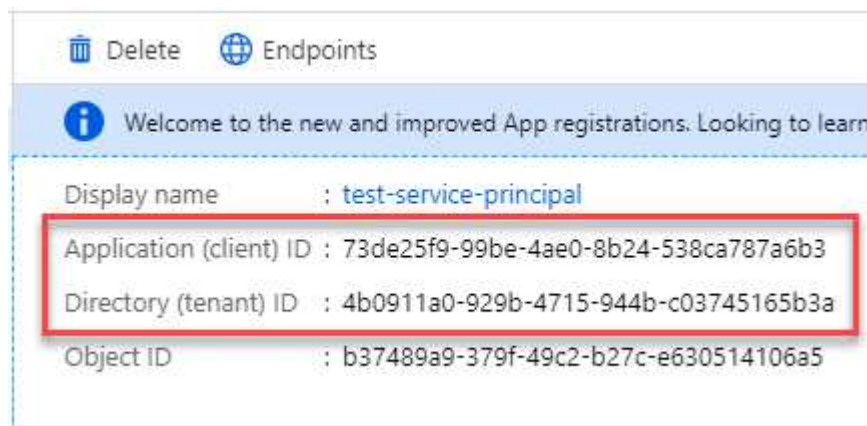 Delete Endpoints
Welcome to the new and improved App registrations. Looking to learn
Display name : test-service-principal
Application (client) ID : 73de25f9-99be-4ae0-8b24-538ca787a6b3
Directory (tenant) ID : 4b0911a0-929b-4715-944b-c03745165b3a
Object ID : b37489a9-379f-49c2-b27c-e630514106a5